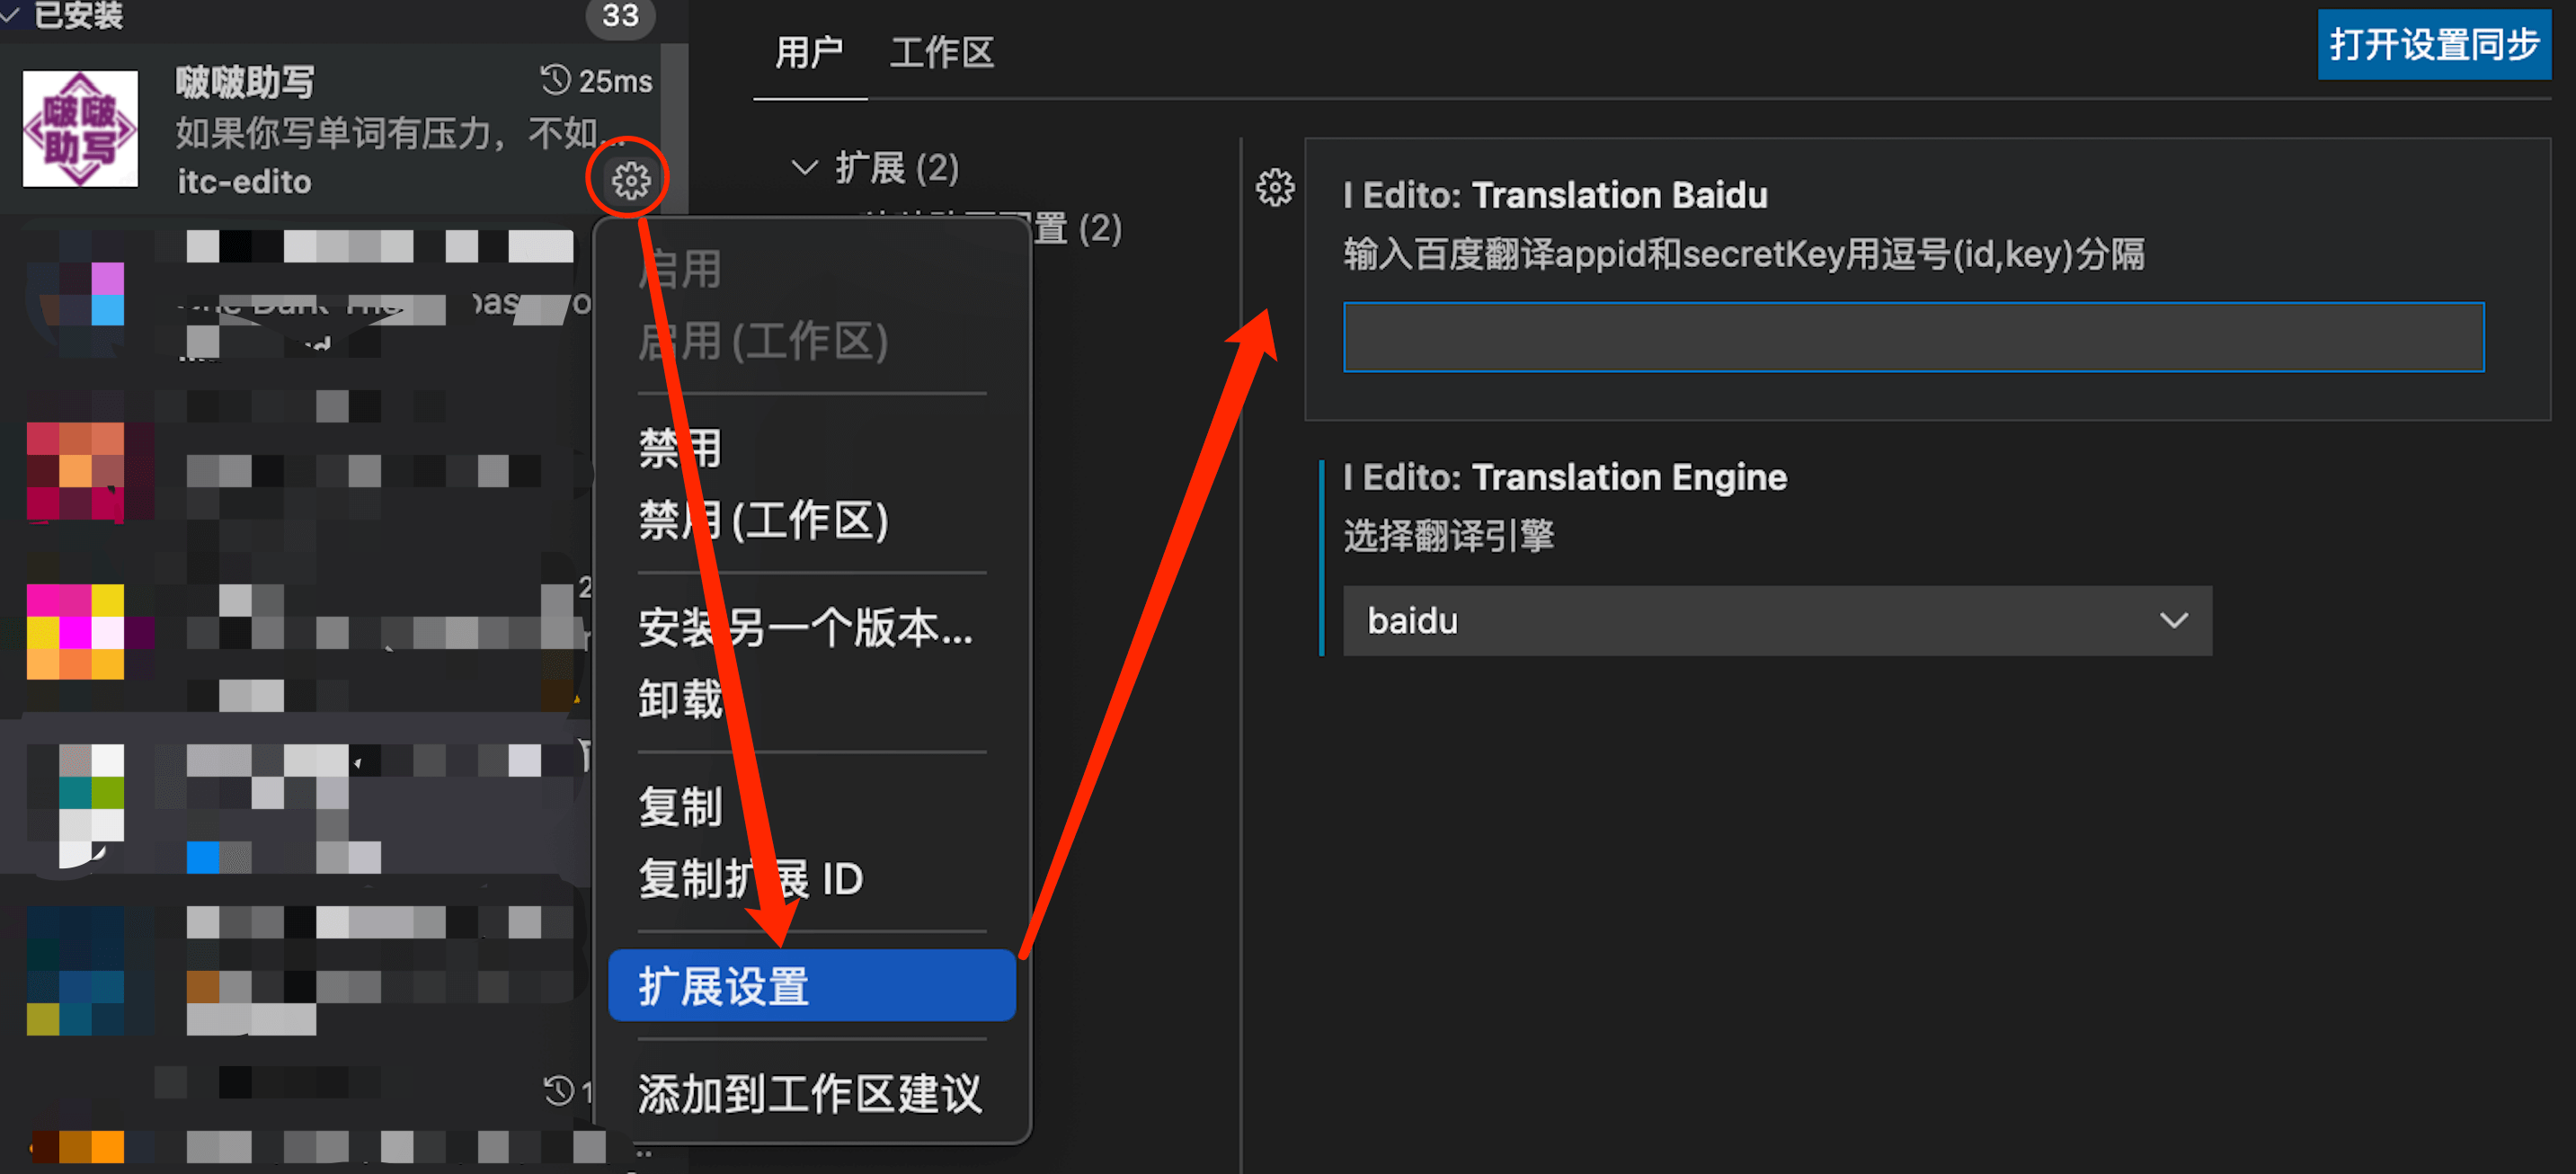 已安装
33
啵啵助写
啵啵助写
25ms
如果你写单词有压力，不如...
itc-edito
启用
启用 (工作区)
禁用
禁用 (工作区)
安装另一个版本...
卸载
复制
复制扩展 ID
扩展设置
添加到工作区建议
用户
工作区
打开设置同步
扩展 (2)
置 (2)
I Edito: Translation Baidu
输入百度翻译appid和secretKey用逗号(id,key)分隔
I Edito: Translation Engine
选择翻译引擎
baidu